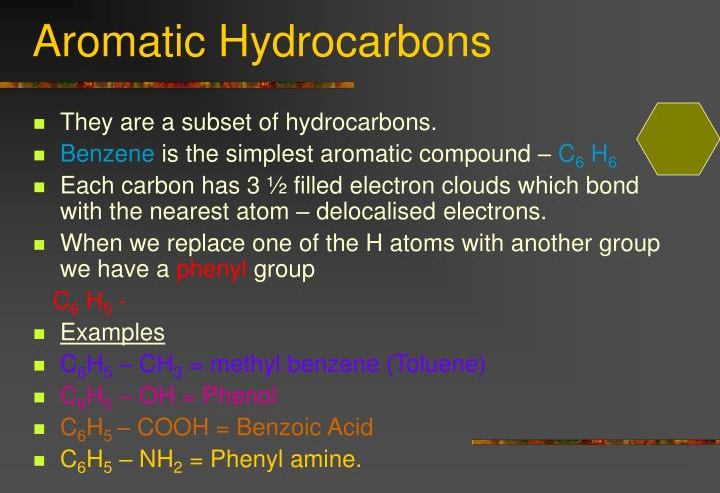 Aromatic Hydrocarbons
They are a subset of hydrocarbons.
Benzene is the simplest aromatic compound – C₆ H₆
Each carbon has 3 ½ filled electron clouds which bond
with the nearest atom – delocalised electrons.
When we replace one of the H atoms with another group
we have a phenyl group
C₆ H₅ -
Examples
C₆H₅ – CH₃ = methyl benzene (Toluene)
C₆H₅ – OH = Phenol
C₆H₅ – COOH = Benzoic Acid
C₆H₅ – NH₂ = Phenyl amine.